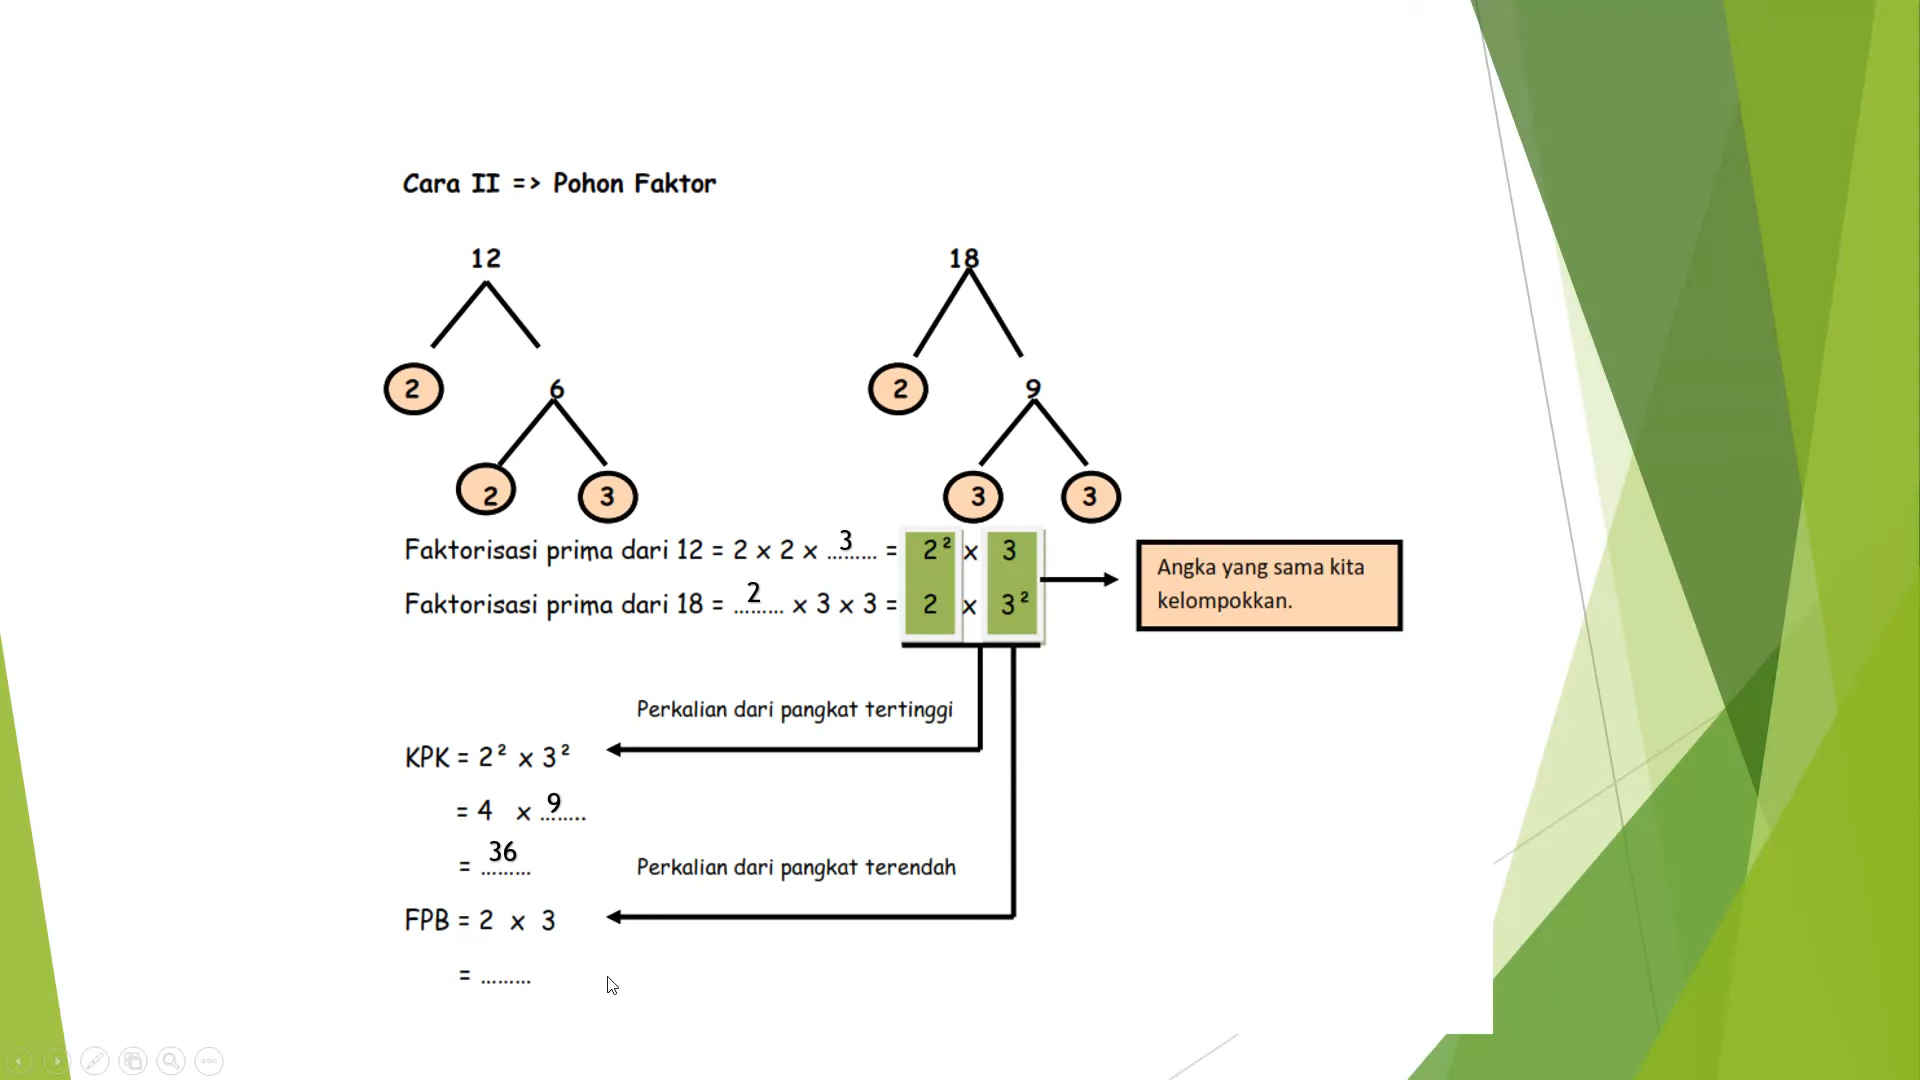 Cara II => Pohon Faktor
12 18
2 6 2 9
2 3 3 3
Faktorisasi prima dari 12 = 2 x 2 x ...3... = 2² x 3
Faktorisasi prima dari 18 = ...2... x 3 x 3 = 2 x 3²
Angka yang sama kita
kelompokkan.
Perkalian dari pangkat tertinggi
KPK = 2² x 3²
= 4 x ...9...
= ...36...
Perkalian dari pangkat terendah
FPB = 2 x 3
= .........